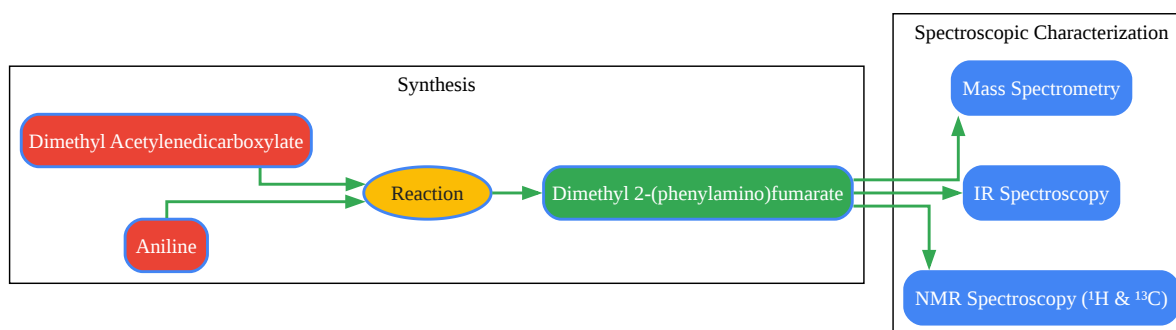 Synthesis
Dimethyl Acetylenedicarboxylate
Aniline
Reaction
Dimethyl 2-(phenylamino)fumarate
Spectroscopic Characterization
Mass Spectrometry
IR Spectroscopy
NMR Spectroscopy (¹H & ¹³C)